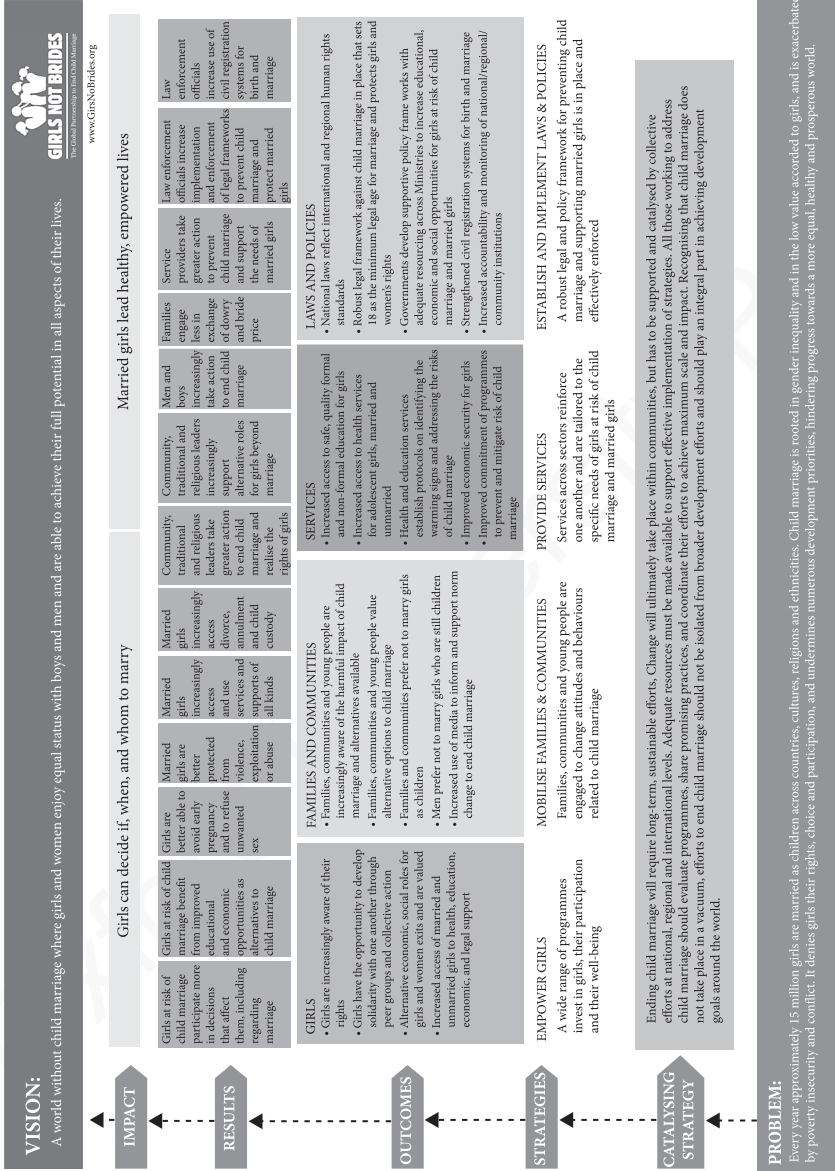 VISION:
A world without child marriage where girls and women enjoy equal status with boys and men and are able to achieve their full potential in all aspects of their lives.
GIRLS NOT BRIDES
The Global Partnership to End Child Marriage
www.GirsNoBrides.org
IMPACT
Girls can decide if, when, and whom to marry
Married girls lead healthy, empowered lives
RESULTS
Girls at risk of
child marriage
participate more
in decisions
that affect
them, including
regarding
marriage
Girls at risk of child
marriage benefit
from improved
educational
and economic
opportunities as
alternatives to
child marriage
Girls are
better able to
avoid early
pregnancy
and to refuse
unwanted
sex
Married
girls are
better
protected
from
violence,
exploitation
or abuse
Married
girls
increasingly
access
and use
services and
supports of
all kinds
Married
girls
increasingly
access
divorce,
annulment
and child
custody
Community,
traditional
and religious
leaders take
greater action
to end child
marriage and
realise the
rights of girls
Community,
traditional and
religious leaders
increasingly
support
alternative roles
for girls beyond
marriage
Men and
boys
increasingly
take action
to end child
marriage
Families
engage
less in
exchange
of dowry
and bride
price
Service
providers take
greater action
to prevent
child marriage
and support
the needs of
married girls
Law enforcement
officials increase
implementation
and enforcement
of legal frameworks
to prevent child
marriage and
protect married
girls
Law
enforcement
officials
increase use of
civil registration
systems for
birth and
marriage
OUTCOMES
GIRLS
• Girls are increasingly aware of their
rights
• Girls have the opportunity to develop
solidarity with one another through
peer groups and collective action
• Alternative economic, social roles for
girls and women exits and are valued
• Increased access of married and
unmarried girls to health, education,
economic, and legal support
FAMILIES AND COMMUNITIES
• Families, communities and young people are
increasingly aware of the harmful impact of child
marriage and alternatives available
• Families, communities and young people value
alternative options to child marriage
• Families and communities prefer not to marry girls
as children
• Men prefer not to marry girls who are still children
• Increased use of media to inform and support norm
change to end child marriage
SERVICES
• Increased access to safe, quality formal
and non-formal education for girls
• Increased access to health services
for adolescent girls, married and
unmarried
• Health and education services
establish protocols on identifying the
warming signs and addressing the risks
of child marriage
• Improved economic security for girls
• Improved commitment of programmes
to prevent and mitigate risk of child
marriage
LAWS AND POLICIES
• National laws reflect international and regional human rights
standards
• Robust legal framework against child marriage in place that sets
18 as the minimum legal age for marriage and protects girls and
women's rights
• Governments develop supportive policy frame works with
adequate resourcing across Ministries to increase educational,
economic and social opportunities for girls at risk of child
marriage and married girls
• Strengthened civil registration systems for birth and marriage
• Increased accountability and monitoring of national/regional/
community institutions
STRATEGIES
EMPOWER GIRLS
A wide range of programmes
invest in girls, their participation
and their well-being
MOBILISE FAMILIES & COMMUNITIES
Families, communities and young people are
engaged to change attitudes and behaviours
related to child marriage
PROVIDE SERVICES
Services across sectors reinforce
one another and are tailored to the
specific needs of girls at risk of child
marriage and married girls
ESTABLISH AND IMPLEMENT LAWS & POLICIES
A robust legal and policy framework for preventing child
marriage and supporting married girls is in place and
effectively enforced
CATALYSING
STRATEGY
Ending child marriage will require long-term, sustainable efforts, Change will ultimately take place within communities, but has to be supported and catalysed by collective
efforts at national, regional and international levels. Adequate resources must be made available to support effective implementation of strategies. All those working to address
child marriage should evaluate programmes, share promising practices, and coordinate their efforts to achieve maximum scale and impact. Recognising that child marriage does
not take place in a vacuum, efforts to end child marriage should not be isolated from broader development efforts and should play an integral part in achieving development
goals around the world.
PROBLEM:
Every year approximately 15 million girls are married as children across countries, cultures, religions and ethnicities. Child marriage is rooted in gender inequality and in the low value accorded to girls, and is exacerbated
by poverty insecurity and conflict. It denies girls their rights, choice and participation, and undermines numerous development priorities, hindering progress towards a more equal, healthy and prosperous world.